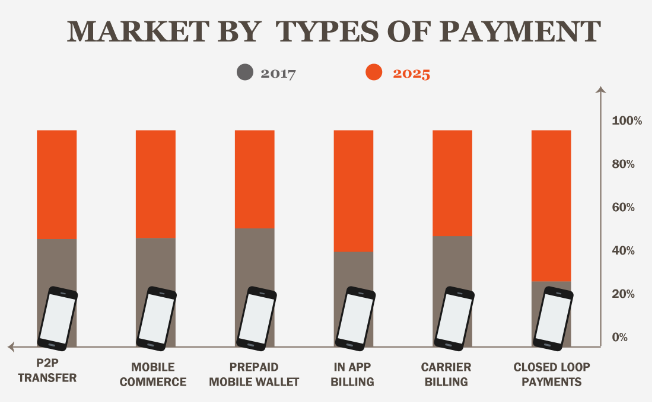 MARKET BY TYPES OF PAYMENT
2017 2025
100%
80%
60%
40%
20%
0%
P2P
TRANSFER
MOBILE
COMMERCE
PREPAID
MOBILE WALLET
IN APP
BILLING
CARRIER
BILLING
CLOSED LOOP
PAYMENTS